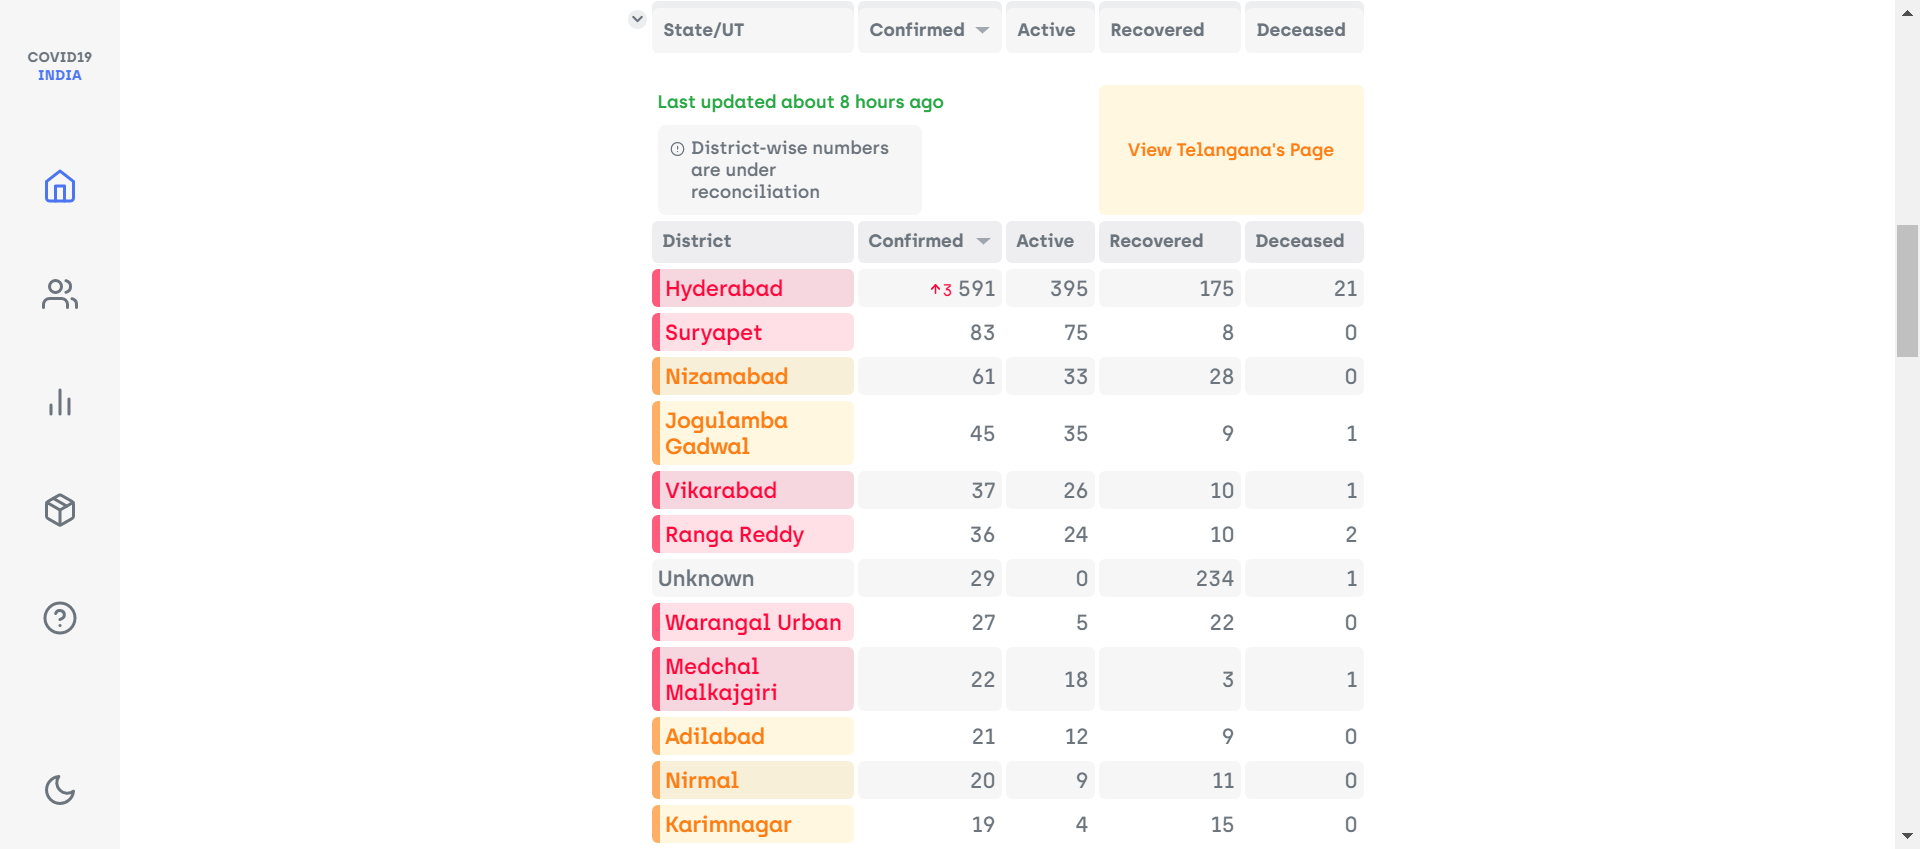 COVID19
INDIA
State/UT Confirmed Active Recovered Deceased
Last updated about 8 hours ago
District-wise numbers
are under
reconciliation
View Telangana's Page
District Confirmed Active Recovered Deceased
Hyderabad ↑3 591 395 175 21
Suryapet 83 75 8 0
Nizamabad 61 33 28 0
Jogulamba
Gadwal 45 35 9 1
Vikarabad 37 26 10 1
Ranga Reddy 36 24 10 2
Unknown 29 0 234 1
Warangal Urban 27 5 22 0
Medchal
Malkajgiri 22 18 3 1
Adilabad 21 12 9 0
Nirmal 20 9 11 0
Karimnagar 19 4 15 0